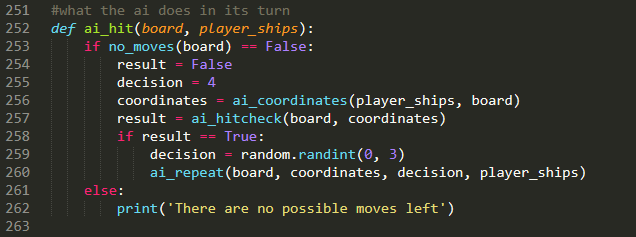 251 #what the ai does in its turn
252 def ai_hit(board, player_ships):
253     if no_moves(board) == False:
254         result = False
255         decision = 4
256         coordinates = ai_coordinates(player_ships, board)
257         result = ai_hitcheck(board, coordinates)
258         if result == True:
259             decision = random.randint(0, 3)
260             ai_repeat(board, coordinates, decision, player_ships)
261     else:
262         print('There are no possible moves left')
263